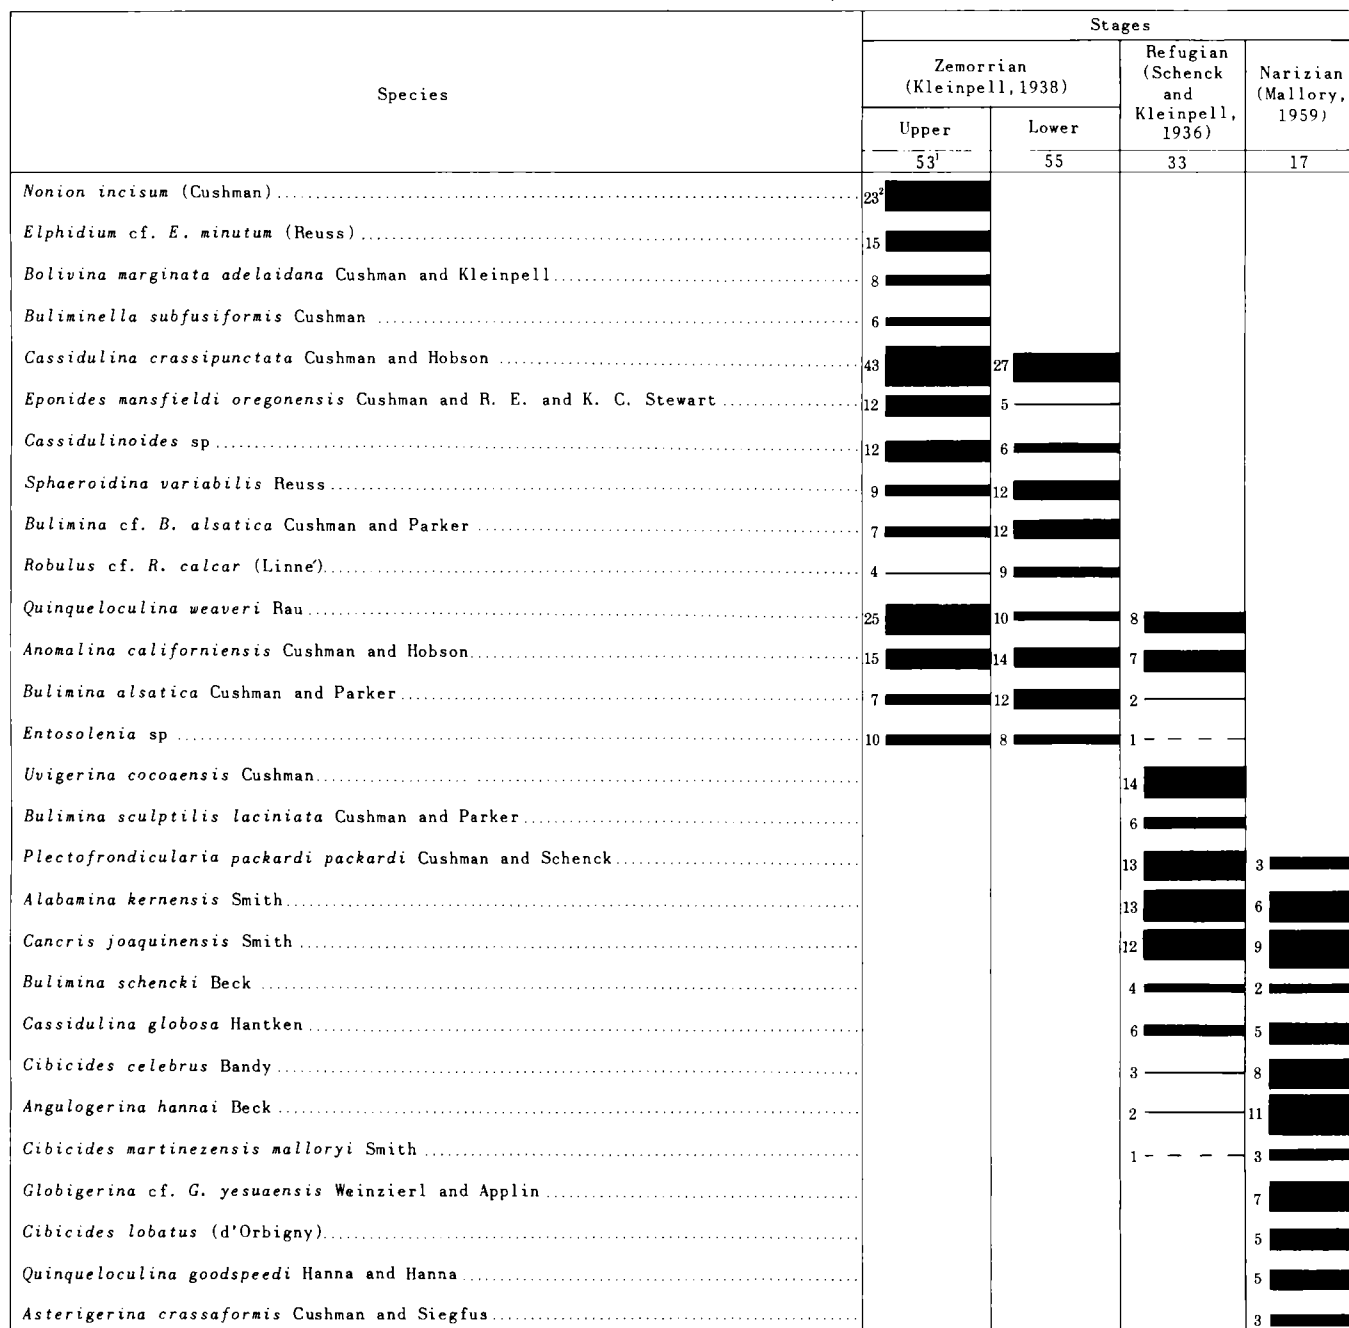 Species
Stages
Zemorrian
(Kleinpell, 1938)
Refugian
(Schenck
and
Kleinpell,
1936)
Narizian
(Mallory,
1959)
Upper
Lower
53¹ 55 33 17
Nonion incisum (Cushman) 23²
Elphidium cf. E. minutum (Reuss) 15
Bolivina marginata adelaidana Cushman and Kleinpell 8
Buliminella subfusiformis Cushman 6
Cassidulina crassipunctata Cushman and Hobson 43 27
Eponides mansfieldi oregonensis Cushman and R. E. and K. C. Stewart 12 5
Cassidulinoides sp 12 6
Sphaeroidina variabilis Reuss 9 12
Bulimina cf. B. alsatica Cushman and Parker 7 12
Robulus cf. R. calcar (Linné) 4 9
Quinqueloculina weaveri Rau 25 10 8
Anomalina californiensis Cushman and Hobson 15 14 7
Bulimina alsatica Cushman and Parker 7 12 2
Entosolenia sp 10 8 1
Uvigerina cocoaensis Cushman 14
Bulimina sculptilis laciniata Cushman and Parker 6
Plectofrondicularia packardi packardi Cushman and Schenck 13 3
Alabamina kernensis Smith 13 6
Cancris joaquinensis Smith 12 9
Bulimina schencki Beck 4 2
Cassidulina globosa Hantken 6 5
Cibicides celebrus Bandy 3 8
Angulogerina hannai Beck 2 11
Cibicides martinezensis malloryi Smith 1 3
Globigerina cf. G. yesuaensis Weinzierl and Applin 7
Cibicides lobatus (d'Orbigny) 5
Quinqueloculina goodspeedi Hanna and Hanna 5
Asterigerina crassaformis Cushman and Siegfus 3